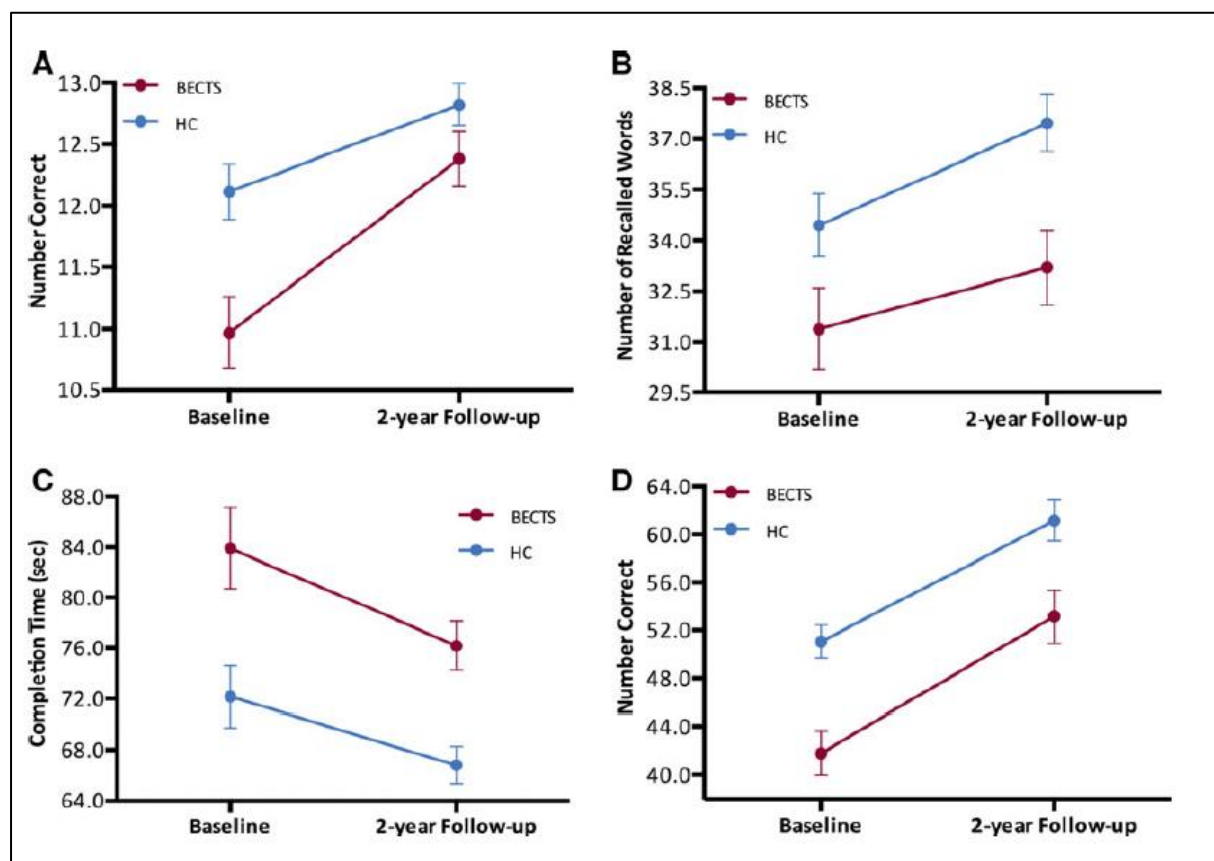 A
BECTS
HC
Number Correct
13.0
12.5
12.0
11.5
11.0
10.5
Baseline
2-year Follow-up
B
BECTS
HC
Number of Recalled Words
38.5
37.0
35.5
34.0
32.5
31.0
29.5
Baseline
2-year Follow-up
C
BECTS
HC
Completion Time (sec)
88.0
84.0
80.0
76.0
72.0
68.0
64.0
Baseline
2-year Follow-up
D
BECTS
HC
Number Correct
64.0
60.0
56.0
52.0
48.0
44.0
40.0
Baseline
2-year Follow-up